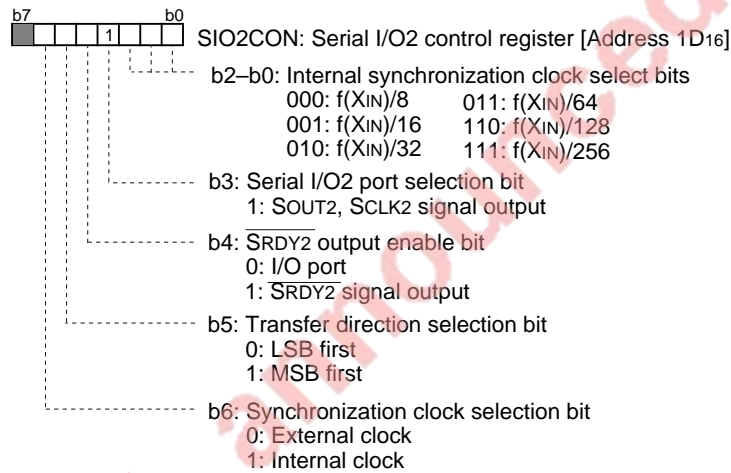 b7 b0
1 SIO2CON: Serial I/O2 control register [Address 1D16]
b2–b0: Internal synchronization clock select bits
000: f(XIN)/8 011: f(XIN)/64
001: f(XIN)/16 110: f(XIN)/128
010: f(XIN)/32 111: f(XIN)/256
b3: Serial I/O2 port selection bit
1: SOUT2, SCLK2 signal output
b4: SRDY2 output enable bit
0: I/O port
1: SRDY2 signal output
b5: Transfer direction selection bit
0: LSB first
1: MSB first
b6: Synchronization clock selection bit
0: External clock
1: Internal clock
announced